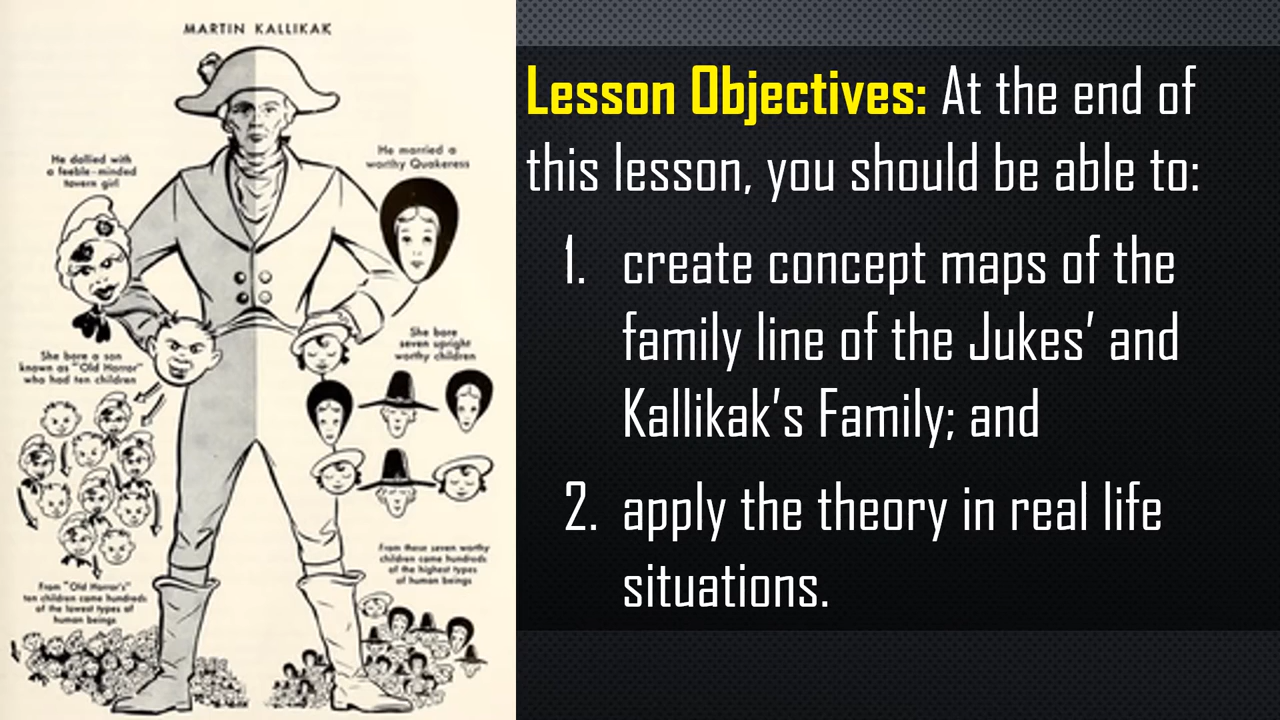 MARTIN KALLIKAK
He dallied with
a feeble-minded
tavern girl
He married a
worthy Quakeress
She bore a son
known as "Old Horror"
who had ten children
She bore
seven upright
worthy children
From "Old Horror's"
ten children came hundreds
of the lowest types of
human beings
From these seven worthy
children came hundreds
of the highest types
of human beings
Lesson Objectives: At the end of
this lesson, you should be able to:
1. create concept maps of the
family line of the Jukes' and
Kallikak's Family; and
2. apply the theory in real life
situations.